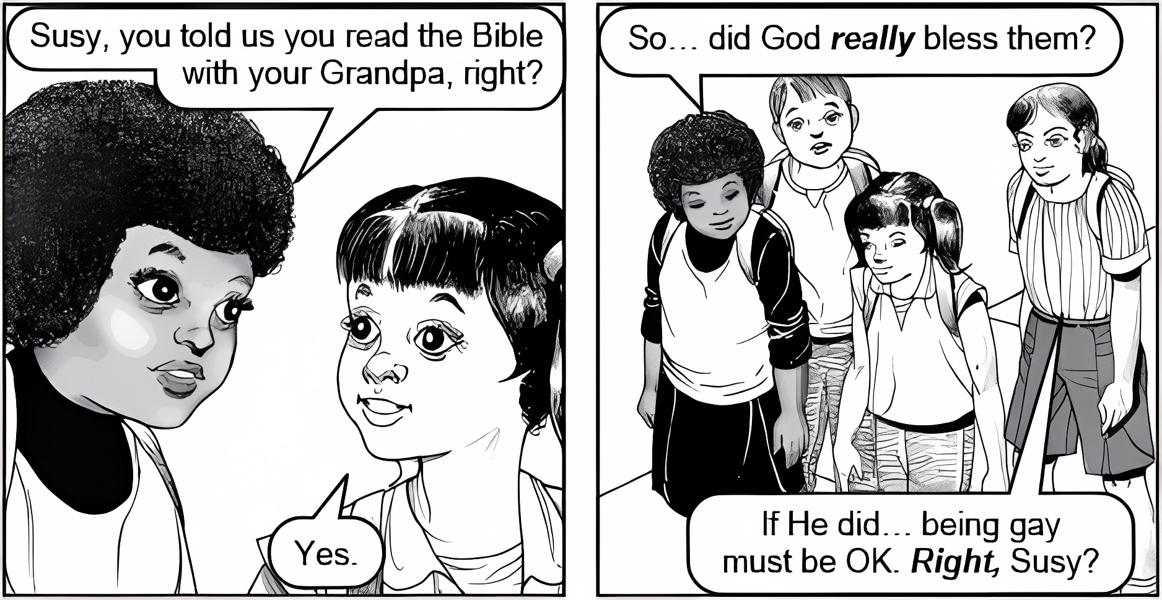 Susy, you told us you read the Bible
with your Grandpa, right?
Yes.
So... did God really bless them?
If He did... being gay
must be OK. Right, Susy?